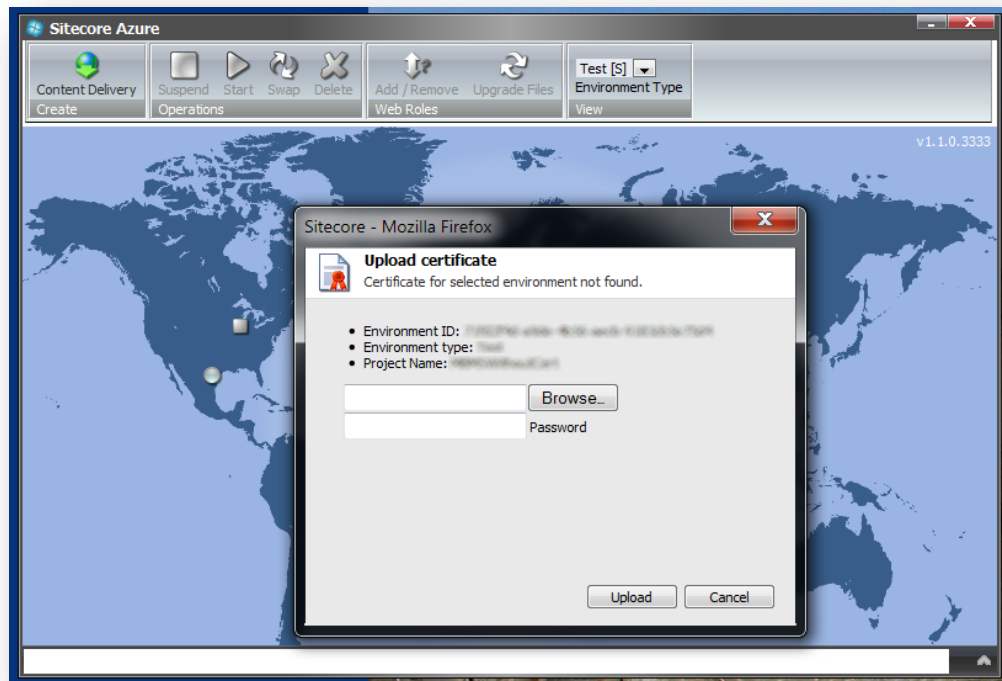 Sitecore Azure
Content Delivery
Create
Suspend Start Swap Delete
Operations
Add / Remove Upgrade Files
Web Roles
Test [S]
Environment Type
View
v1.1.0.3333
Sitecore - Mozilla Firefox
Upload certificate
Certificate for selected environment not found.
• Environment ID:
• Environment type:
• Project Name:
Browse...
Password
Upload Cancel